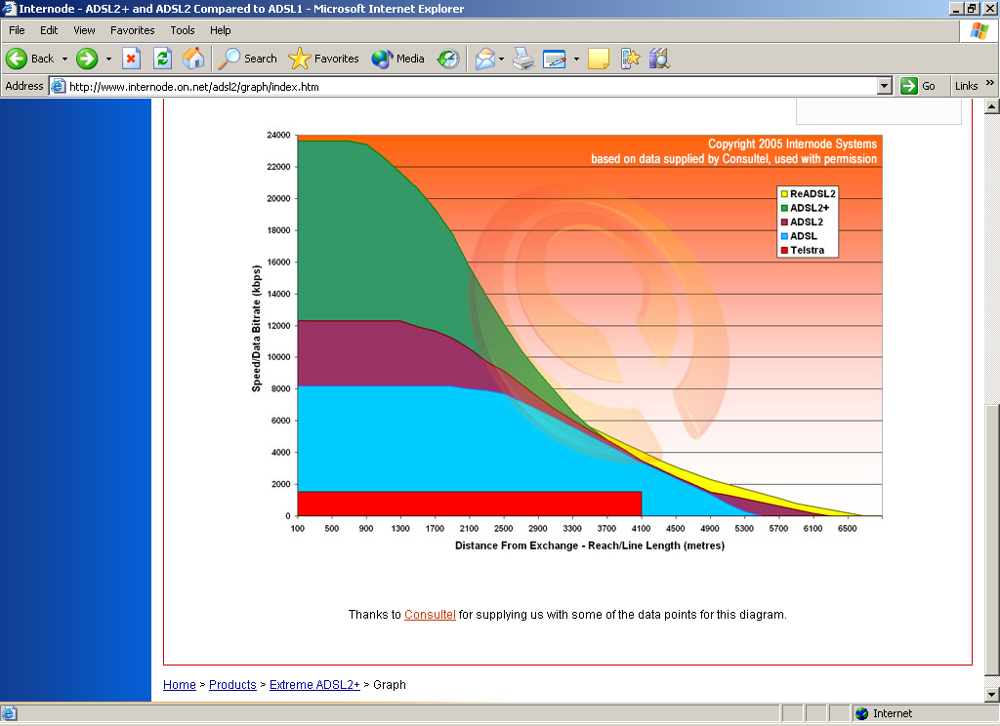 Internode - ADSL2+ and ADSL2 Compared to ADSL1 - Microsoft Internet Explorer
File Edit View Favorites Tools Help
Back Search Favorites Media
Address http://www.internode.on.net/adsl2/graph/index.htm Go Links »
Copyright 2005 Internode Systems
based on data supplied by Consultel, used with permission
ReADSL2
ADSL2+
ADSL2
ADSL
Telstra
Speed/Data Bitrate (kbps)
24000
22000
20000
18000
16000
14000
12000
10000
8000
6000
4000
2000
0
100 500 900 1300 1700 2100 2500 2900 3300 3700 4100 4500 4900 5300 5700 6100 6500
Distance From Exchange - Reach/Line Length (metres)
Thanks to Consultel for supplying us with some of the data points for this diagram.
Home > Products > Extreme ADSL2+ > Graph
Internet